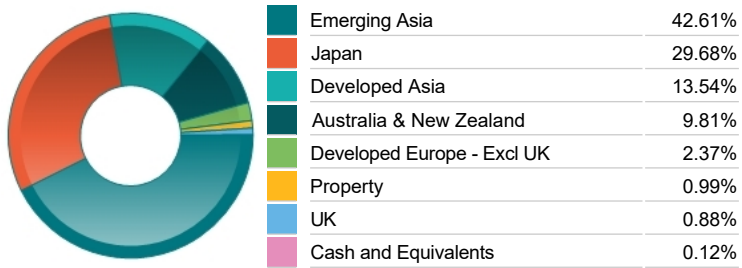 Emerging Asia 42.61%
Japan 29.68%
Developed Asia 13.54%
Australia & New Zealand 9.81%
Developed Europe - Excl UK 2.37%
Property 0.99%
UK 0.88%
Cash and Equivalents 0.12%